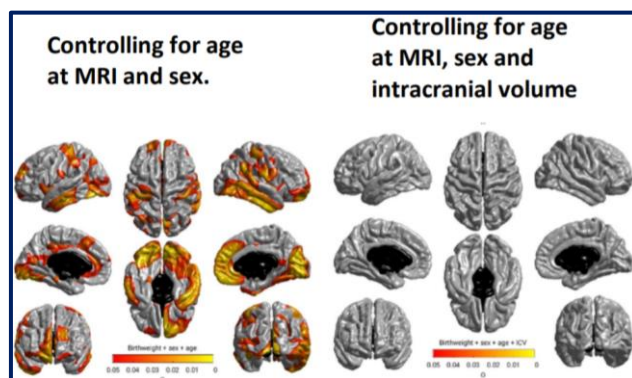 Controlling for age
at MRI and sex.
Controlling for age
at MRI, sex and
intracranial volume
Birthweight + sex + age
0.05 0.04 0.03 0.02 0.01 0
Q
Birthweight + sex + age + ICV
0.05 0.04 0.03 0.02 0.01 0
Q